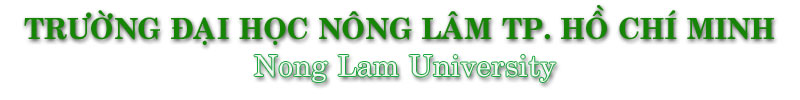 TRƯỜNG ĐẠI HỌC NÔNG LÂM TP. HỒ CHÍ MINH
Nong Lam University